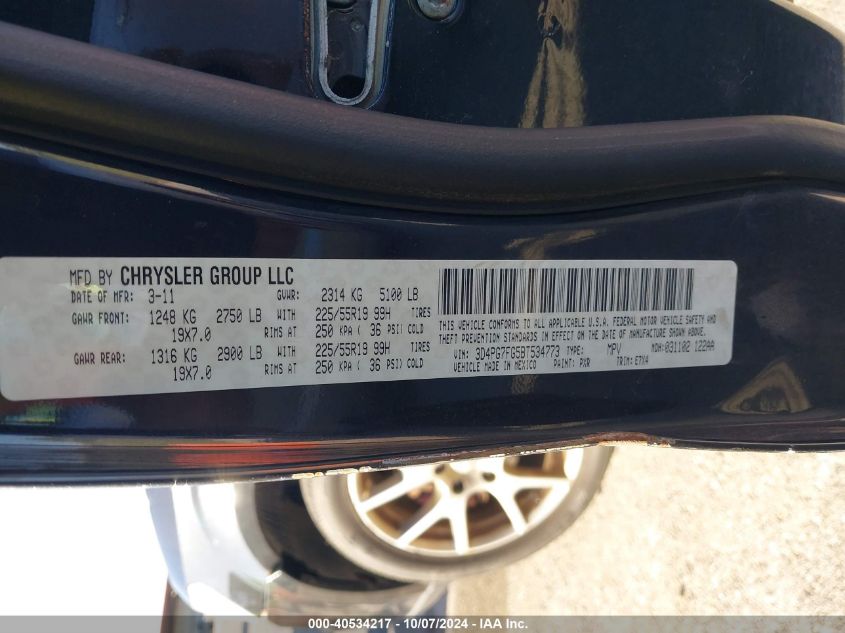 MFD BY CHRYSLER GROUP LLC
DATE OF MFR: 3-11 GVWR: 2314 KG 5100 LB
GAWR FRONT: 1248 KG 2750 LB WITH 225/55R19 99H TIRES
19X7.0 RIMS AT 250 KPA ( 36 PSI) COLD
GAWR REAR: 1316 KG 2900 LB WITH 225/55R19 99H TIRES
19X7.0 RIMS AT 250 KPA ( 36 PSI) COLD
THIS VEHICLE CONFORMS TO ALL APPLICABLE U.S.A. FEDERAL MOTOR VEHICLE SAFETY AND
THEFT PREVENTION STANDARDS IN EFFECT ON THE DATE OF MANUFACTURE SHOWN ABOVE.
VIN: 3D4PG7FG5BT534773 TYPE: MPV MDH: 031102 122AA
VEHICLE MADE IN MEXICO PAINT: PXR TRIM: E7X4
000-40534217 - 10/07/2024 - IAA Inc.